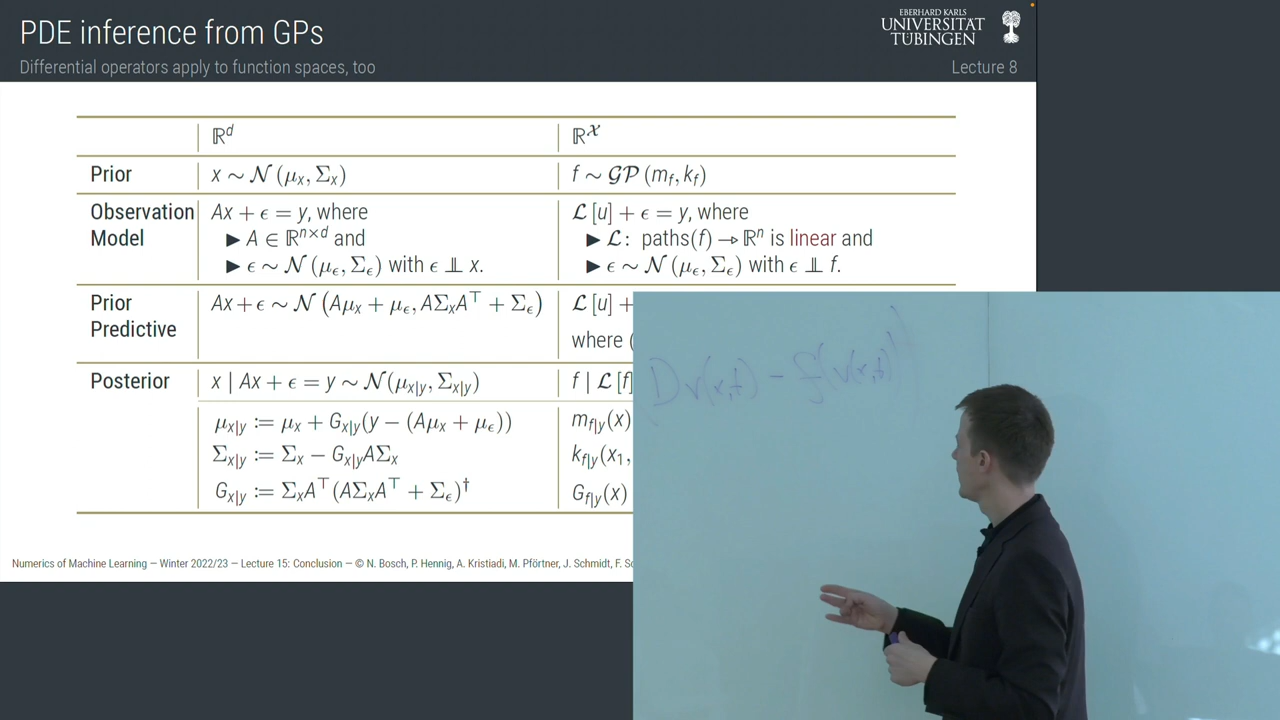 PDE inference from GPs
Differential operators apply to function spaces, too
EBERHARD KARLS
UNIVERSITÄT
TÜBINGEN
Lecture 8
ℝ^d ℝ^𝒳
Prior x ∼ 𝒩(μ_x, Σ_x) f ∼ 𝒢𝒫(m_f, k_f)
Observation Ax + ϵ = y, where ℒ[u] + ϵ = y, where
Model ▶ A ∈ ℝ^{n×d} and ▶ ℒ: paths(f) → ℝ^n is linear and
▶ ϵ ∼ 𝒩(μ_ϵ, Σ_ϵ) with ϵ ⫫ x. ▶ ϵ ∼ 𝒩(μ_ϵ, Σ_ϵ) with ϵ ⫫ f.
Prior Ax + ϵ ∼ 𝒩(Aμ_x + μ_ϵ, AΣ_xA^⊤ + Σ_ϵ) ℒ[u] +
Predictive where (
Posterior x | Ax + ϵ = y ∼ 𝒩(μ_{x|y}, Σ_{x|y}) f | ℒ[f]
μ_{x|y} := μ_x + G_{x|y}(y − (Aμ_x + μ_ϵ)) m_{f|y}(x)
Σ_{x|y} := Σ_x − G_{x|y}AΣ_x k_{f|y}(x_1,
G_{x|y} := Σ_xA^⊤(AΣ_xA^⊤ + Σ_ϵ)^† G_{f|y}(x)
(Dv(x,t) − f(v(x,t)))
Numerics of Machine Learning — Winter 2022/23 — Lecture 15: Conclusion — © N. Bosch, P. Hennig, A. Kristiadi, M. Pförtner, J. Schmidt, F.